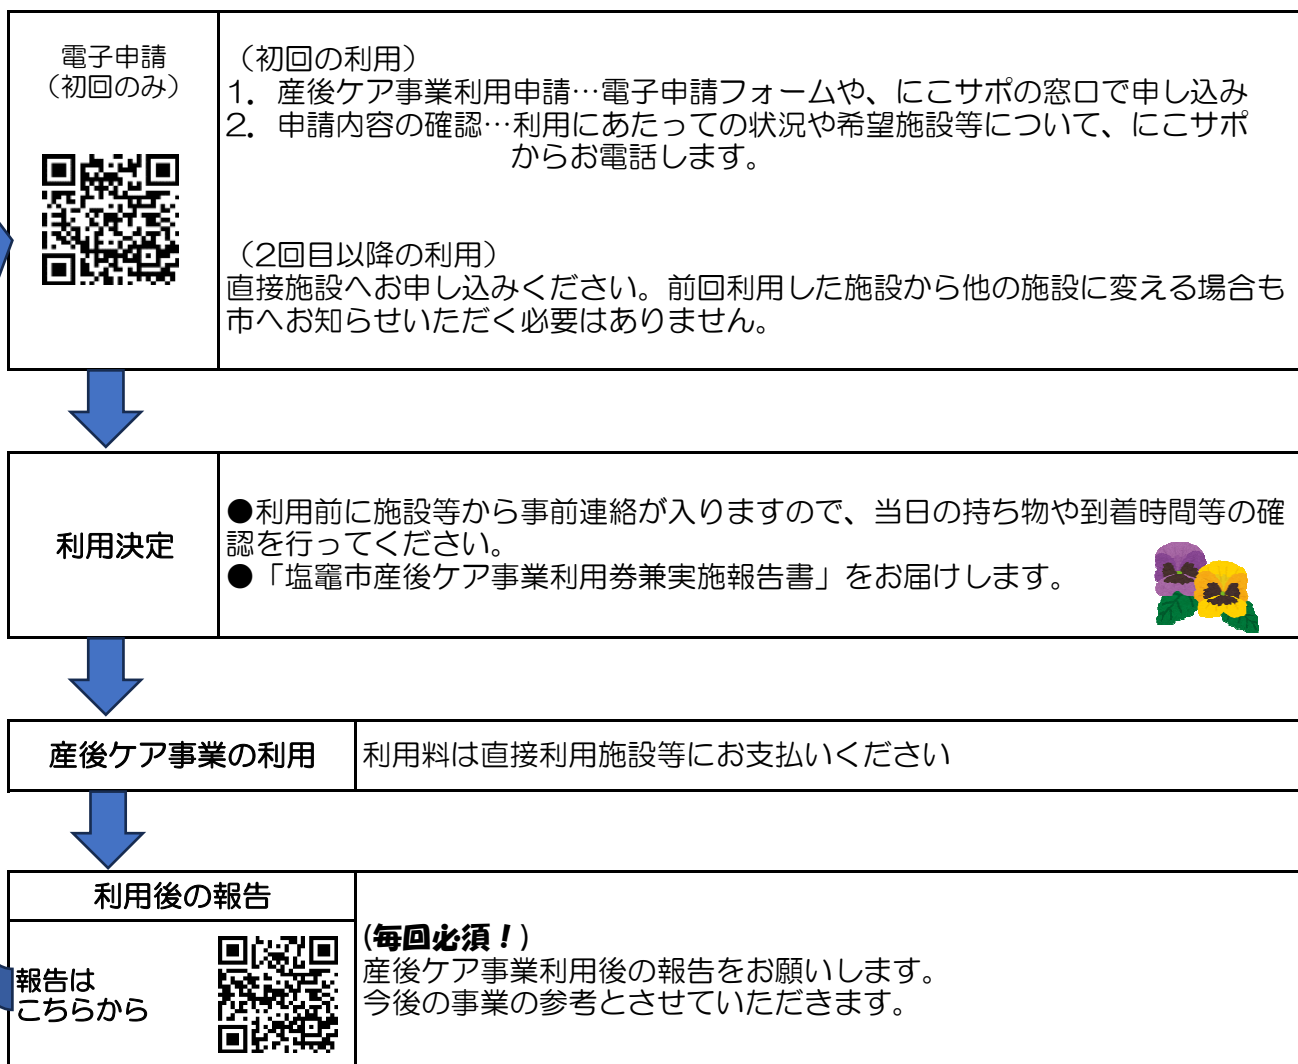 電子申請
（初回のみ）
（初回の利用）
1．産後ケア事業利用申請…電子申請フォームや、にこサポの窓口で申し込み
2．申請内容の確認…利用にあたっての状況や希望施設等について、にこサポ
からお電話します。
（2回目以降の利用）
直接施設へお申し込みください。前回利用した施設から他の施設に変える場合も
市へお知らせいただく必要はありません。
利用決定
●利用前に施設等から事前連絡が入りますので、当日の持ち物や到着時間等の確
認を行ってください。
●「塩竈市産後ケア事業利用券兼実施報告書」をお届けします。
産後ケア事業の利用
利用料は直接利用施設等にお支払いください
利用後の報告
報告は
こちらから
(毎回必須！)
産後ケア事業利用後の報告をお願いします。
今後の事業の参考とさせていただきます。